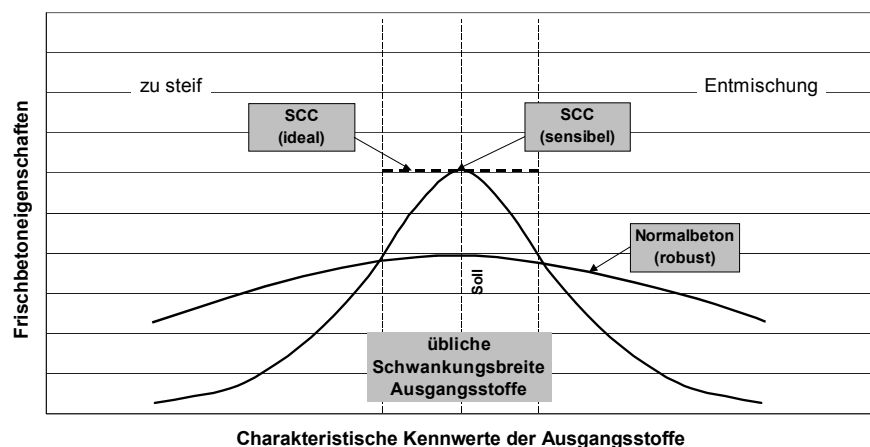 zu steif
Entmischung
SCC
(ideal)
SCC
(sensibel)
Normalbeton
(robust)
Soll
übliche
Schwankungsbreite
Ausgangsstoffe
Frischbetoneigenschaften
Charakteristische Kennwerte der Ausgangsstoffe